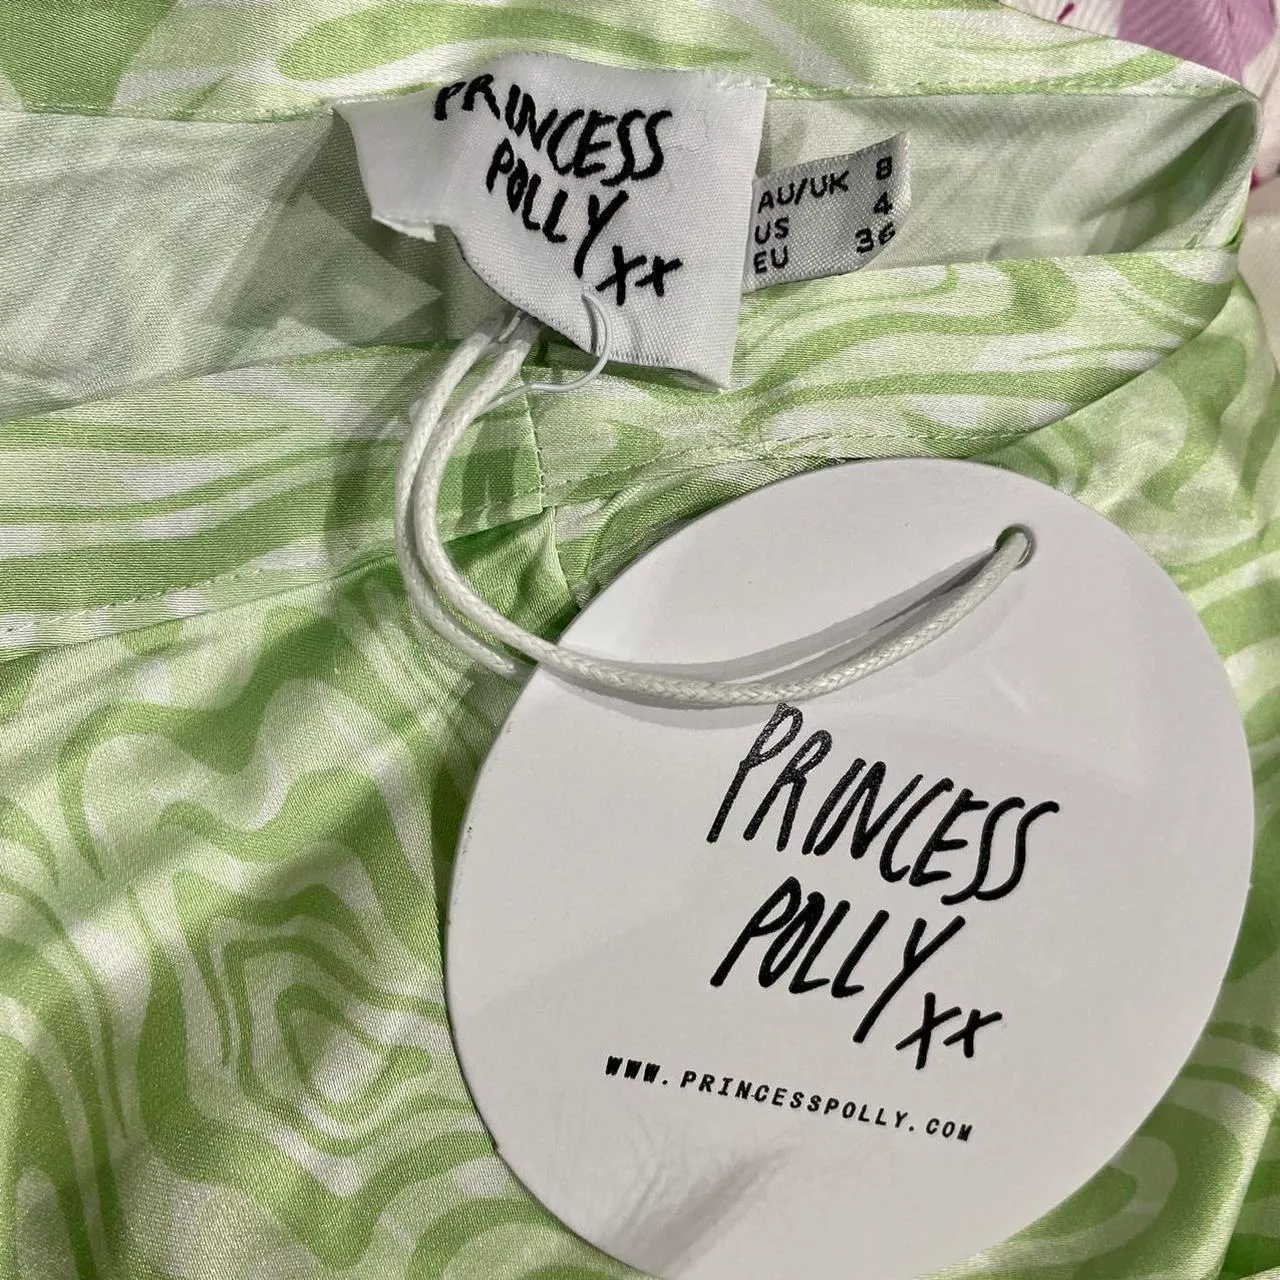 PRINCESS
POLLY xx
AU/UK 8
US 4
EU 36
PRINCESS
POLLY xx
WWW.PRINCESSPOLLY.COM